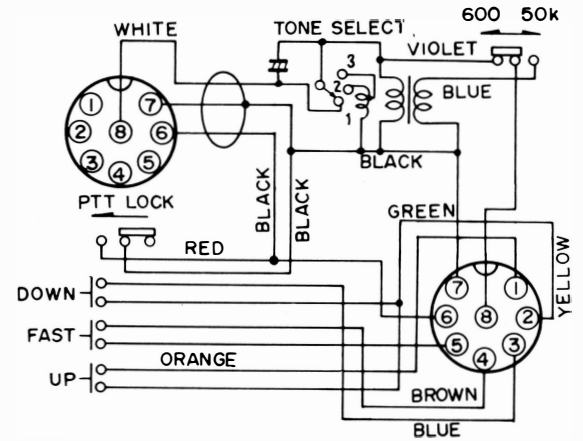 600 50k
WHITE
TONE SELECT
VIOLET
3
2
1
BLUE
1 7
2 8 6
3 4 5
BLACK
PTT LOCK
BLACK
BLACK
GREEN
RED
YELLOW
DOWN
7 1
6 8 2
5 4 3
FAST
ORANGE
UP
BROWN
BLUE